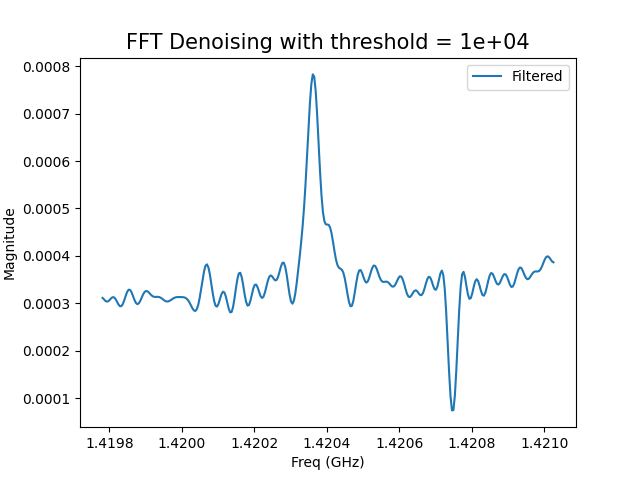 FFT Denoising with threshold = 1e+04
Filtered
0.0008
0.0007
0.0006
0.0005
0.0004
0.0003
0.0002
0.0001
Magnitude
1.4198 1.4200 1.4202 1.4204 1.4206 1.4208 1.4210
Freq (GHz)